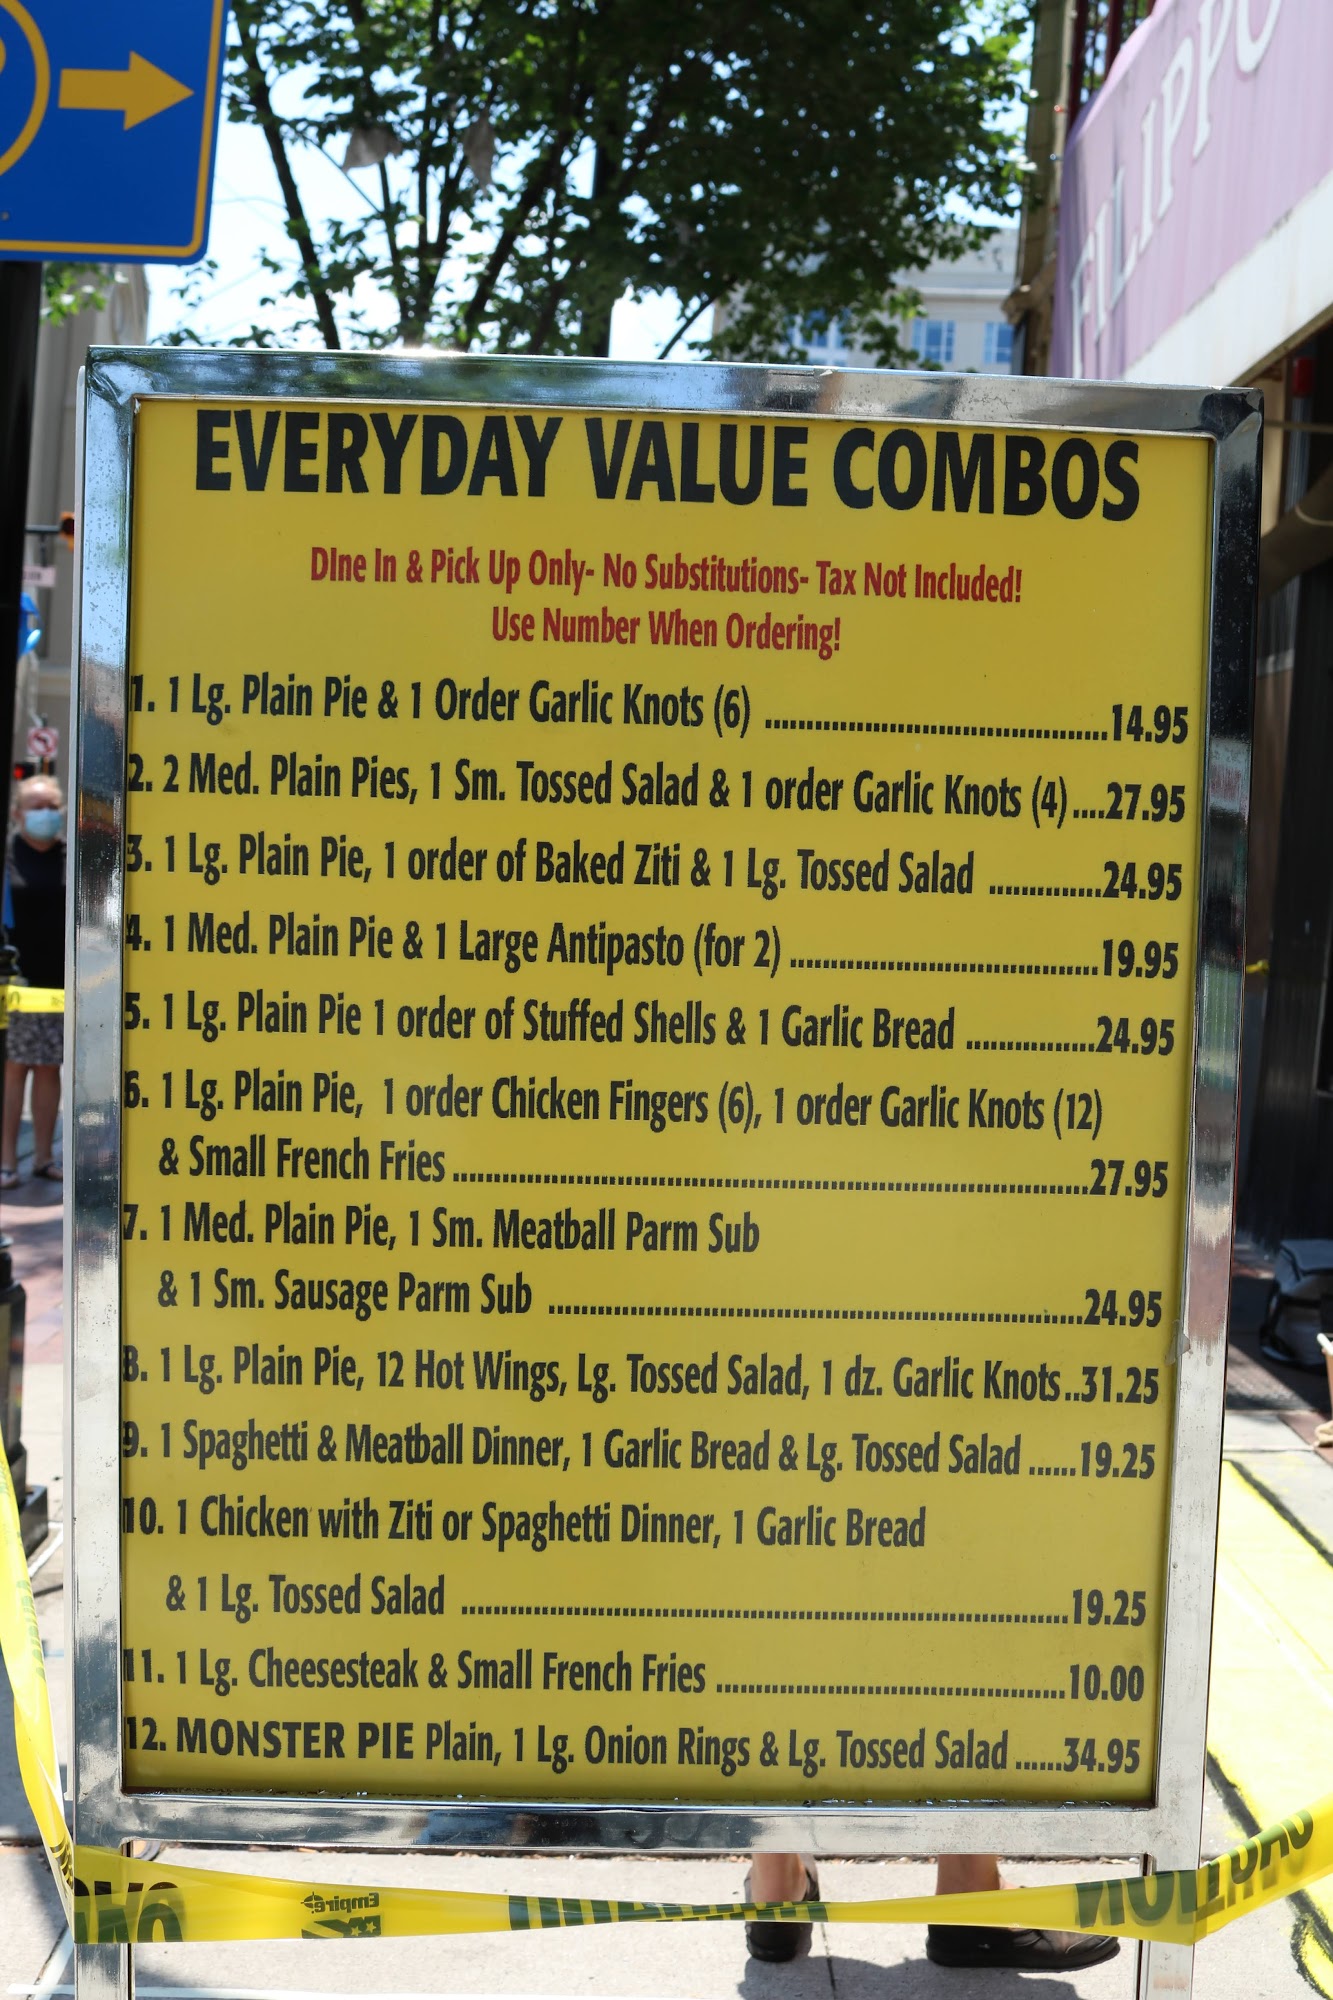 FILIPPO
EVERYDAY VALUE COMBOS
DIne In & Pick Up Only- No Substitutions- Tax Not Included!
Use Number When Ordering!
1. 1 Lg. Plain Pie & 1 Order Garlic Knots (6) ..........................................14.95
2. 2 Med. Plain Pies, 1 Sm. Tossed Salad & 1 order Garlic Knots (4)....27.95
3. 1 Lg. Plain Pie, 1 order of Baked Ziti & 1 Lg. Tossed Salad ..............24.95
4. 1 Med. Plain Pie & 1 Large Antipasto (for 2) ......................................19.95
5. 1 Lg. Plain Pie 1 order of Stuffed Shells & 1 Garlic Bread ................24.95
6. 1 Lg. Plain Pie, 1 order Chicken Fingers (6), 1 order Garlic Knots (12)
& Small French Fries ..............................................................................27.95
7. 1 Med. Plain Pie, 1 Sm. Meatball Parm Sub
& 1 Sm. Sausage Parm Sub ..................................................................24.95
8. 1 Lg. Plain Pie, 12 Hot Wings, Lg. Tossed Salad, 1 dz. Garlic Knots..31.25
9. 1 Spaghetti & Meatball Dinner, 1 Garlic Bread & Lg. Tossed Salad ......19.25
10. 1 Chicken with Ziti or Spaghetti Dinner, 1 Garlic Bread
& 1 Lg. Tossed Salad ............................................................................19.25
11. 1 Lg. Cheesesteak & Small French Fries ............................................10.00
12. MONSTER PIE Plain, 1 Lg. Onion Rings & Lg. Tossed Salad ......34.95
Empire